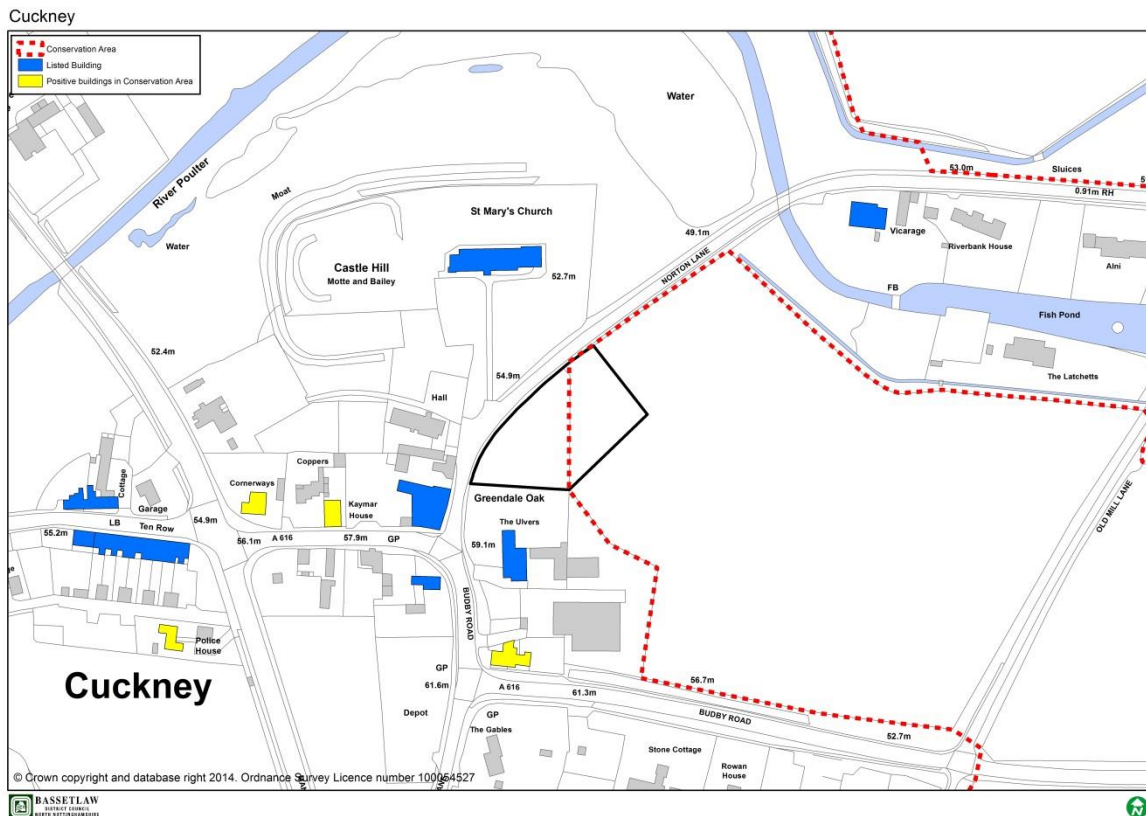 Cuckney
Conservation Area
Listed Building
Positive buildings in Conservation Area
Water
Sluices
53.0m
0.91m RH
River Poulter
Moat
St Mary's Church
49.1m
Vicarage
Riverbank House
Alni
Water
Castle Hill
Motte and Bailey
52.7m
NORTON LANE
FB
Fish Pond
52.4m
The Latchetts
54.9m
Hall
Cottage
Coppers
Cornerways
Greendale Oak
Garage
Kaymar
House
The Ulvers
OLD MILL LANE
LB
Ten Row
54.9m
55.2m
56.1m
A 616
57.9m
GP
59.1m
BUDBY ROAD
Police
House
Cuckney
GP
61.6m
A 616
61.3m
56.7m
BUDBY ROAD
Depot
GP
The Gables
52.7m
Stone Cottage
Rowan
House
© Crown copyright and database right 2014. Ordnance Survey Licence number 100054527
BASSETLAW
DISTRICT COUNCIL
NORTH NOTTINGHAMSHIRE
N